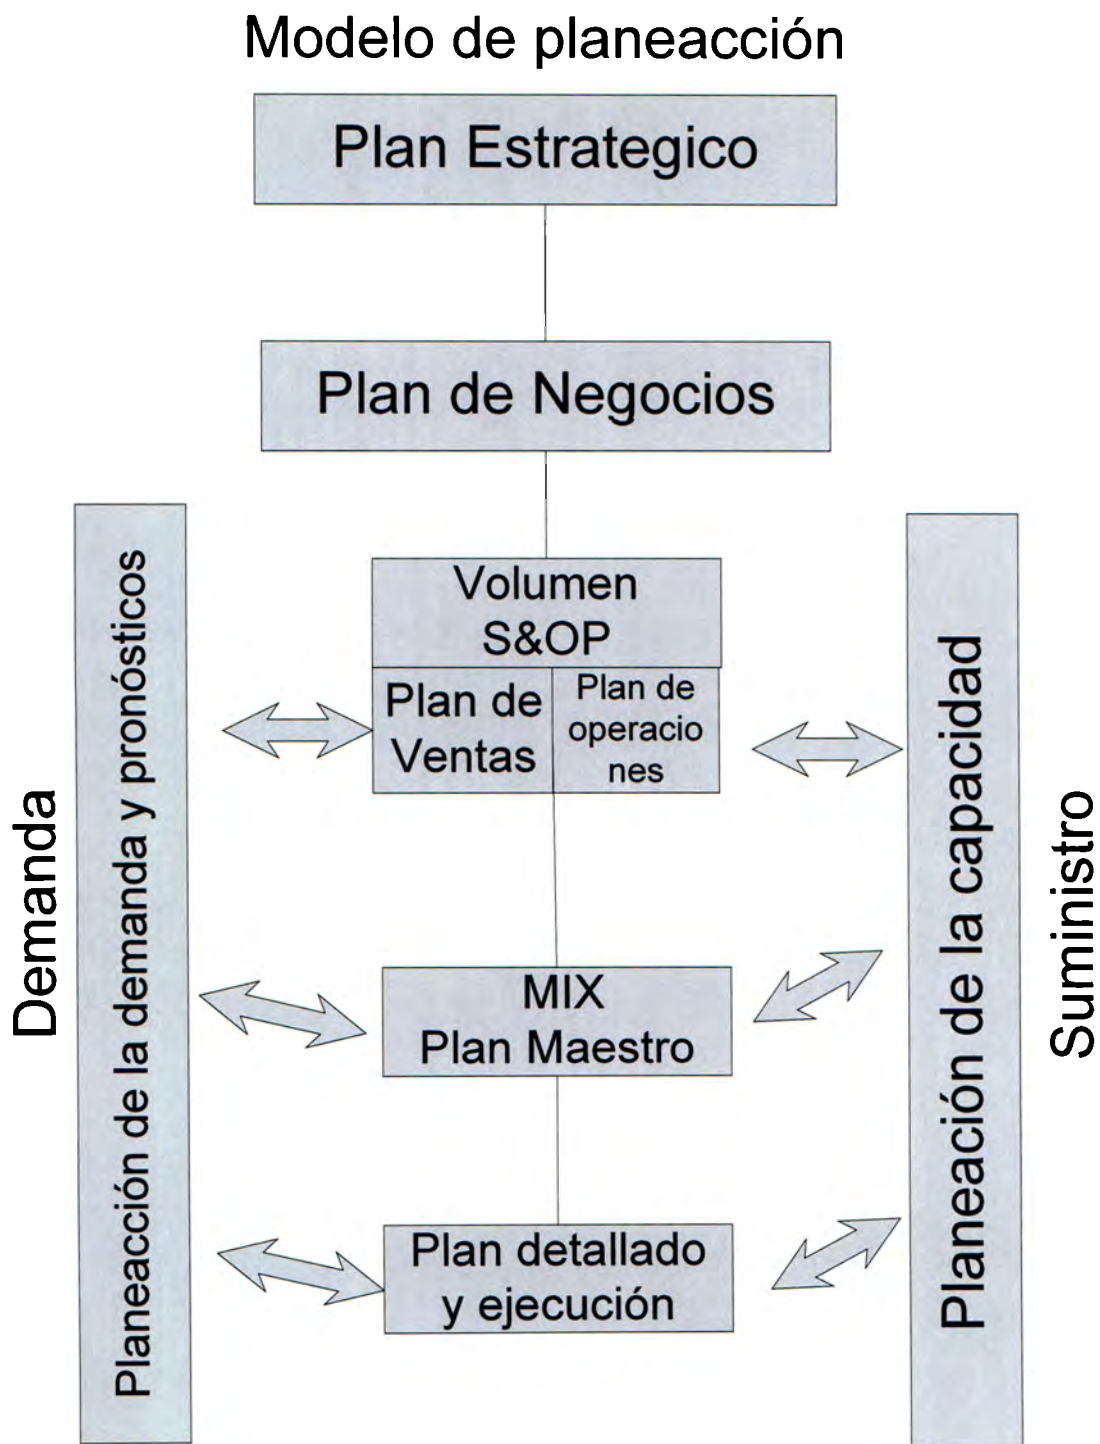 Modelo de planeacción
Plan Estrategico
Plan de Negocios
Volumen
S&OP
Plan de
Ventas
Plan de
operacio
nes
MIX
Plan Maestro
Plan detallado
y ejecución
Demanda
Planeacción de la demanda y pronósticos
Planeación de la capacidad
Suministro